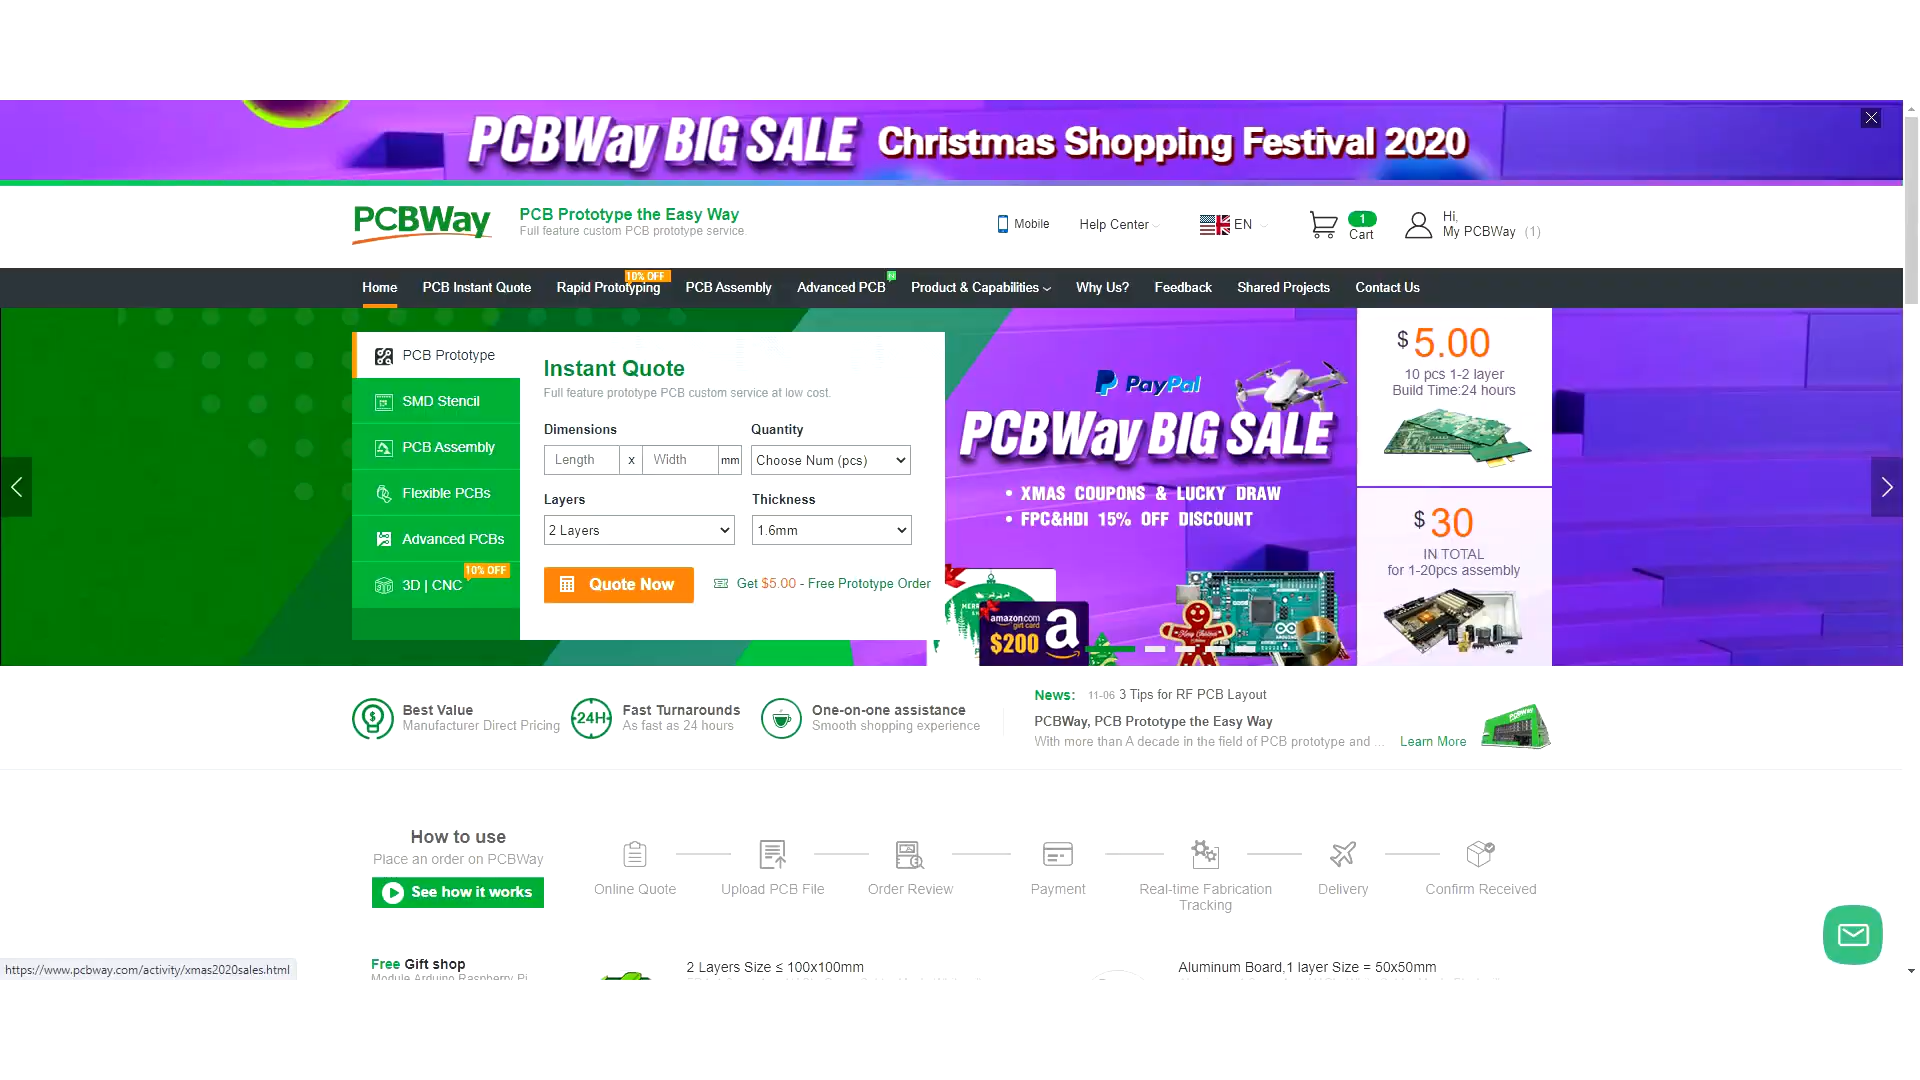 PCBWay BIG SALE Christmas Shopping Festival 2020
PCBWay
PCB Prototype the Easy Way
Full feature custom PCB prototype service.
Mobile
Help Center
EN
1
Cart
Hi,
My PCBWay (1)
Home
PCB Instant Quote
10% OFF
Rapid Prototyping
PCB Assembly
Advanced PCB
Product & Capabilities
Why Us?
Feedback
Shared Projects
Contact Us
PCB Prototype
SMD Stencil
PCB Assembly
Flexible PCBs
Advanced PCBs
10% OFF
3D | CNC
Instant Quote
Full feature prototype PCB custom service at low cost.
Dimensions
Quantity
Length x Width mm
Choose Num (pcs)
Layers
Thickness
2 Layers
1.6mm
Quote Now
Get $5.00 - Free Prototype Order
PayPal
PCBWay BIG SALE
• XMAS COUPONS & LUCKY DRAW
• FPC&HDI 15% OFF DISCOUNT
amazon.com
gift card
$200
a
Merry Christmas
ARDUINO
$ 5.00
10 pcs 1-2 layer
Build Time:24 hours
$ 30
IN TOTAL
for 1-20pcs assembly
Best Value
Manufacturer Direct Pricing
24H
Fast Turnarounds
As fast as 24 hours
One-on-one assistance
Smooth shopping experience
News: 11-06 3 Tips for RF PCB Layout
PCBWay, PCB Prototype the Easy Way
With more than A decade in the field of PCB prototype and ... Learn More
How to use
Place an order on PCBWay
See how it works
Online Quote
Upload PCB File
Order Review
Payment
Real-time Fabrication
Tracking
Delivery
Confirm Received
Free Gift shop
Module Arduino Raspberry Pi
2 Layers Size ≤ 100x100mm
Aluminum Board,1 layer Size = 50x50mm
https://www.pcbway.com/activity/xmas2020sales.html